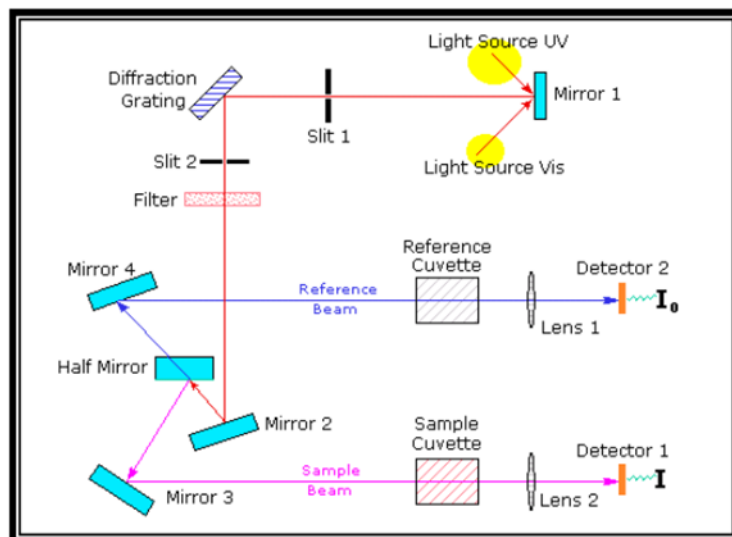 Light Source UV
Diffraction
Grating
Mirror 1
Slit 1
Slit 2
Light Source Vis
Filter
Reference
Cuvette
Mirror 4
Detector 2
Reference
Beam
I₀
Lens 1
Half Mirror
Mirror 2
Sample
Cuvette
Detector 1
Sample
Beam
I
Mirror 3
Lens 2